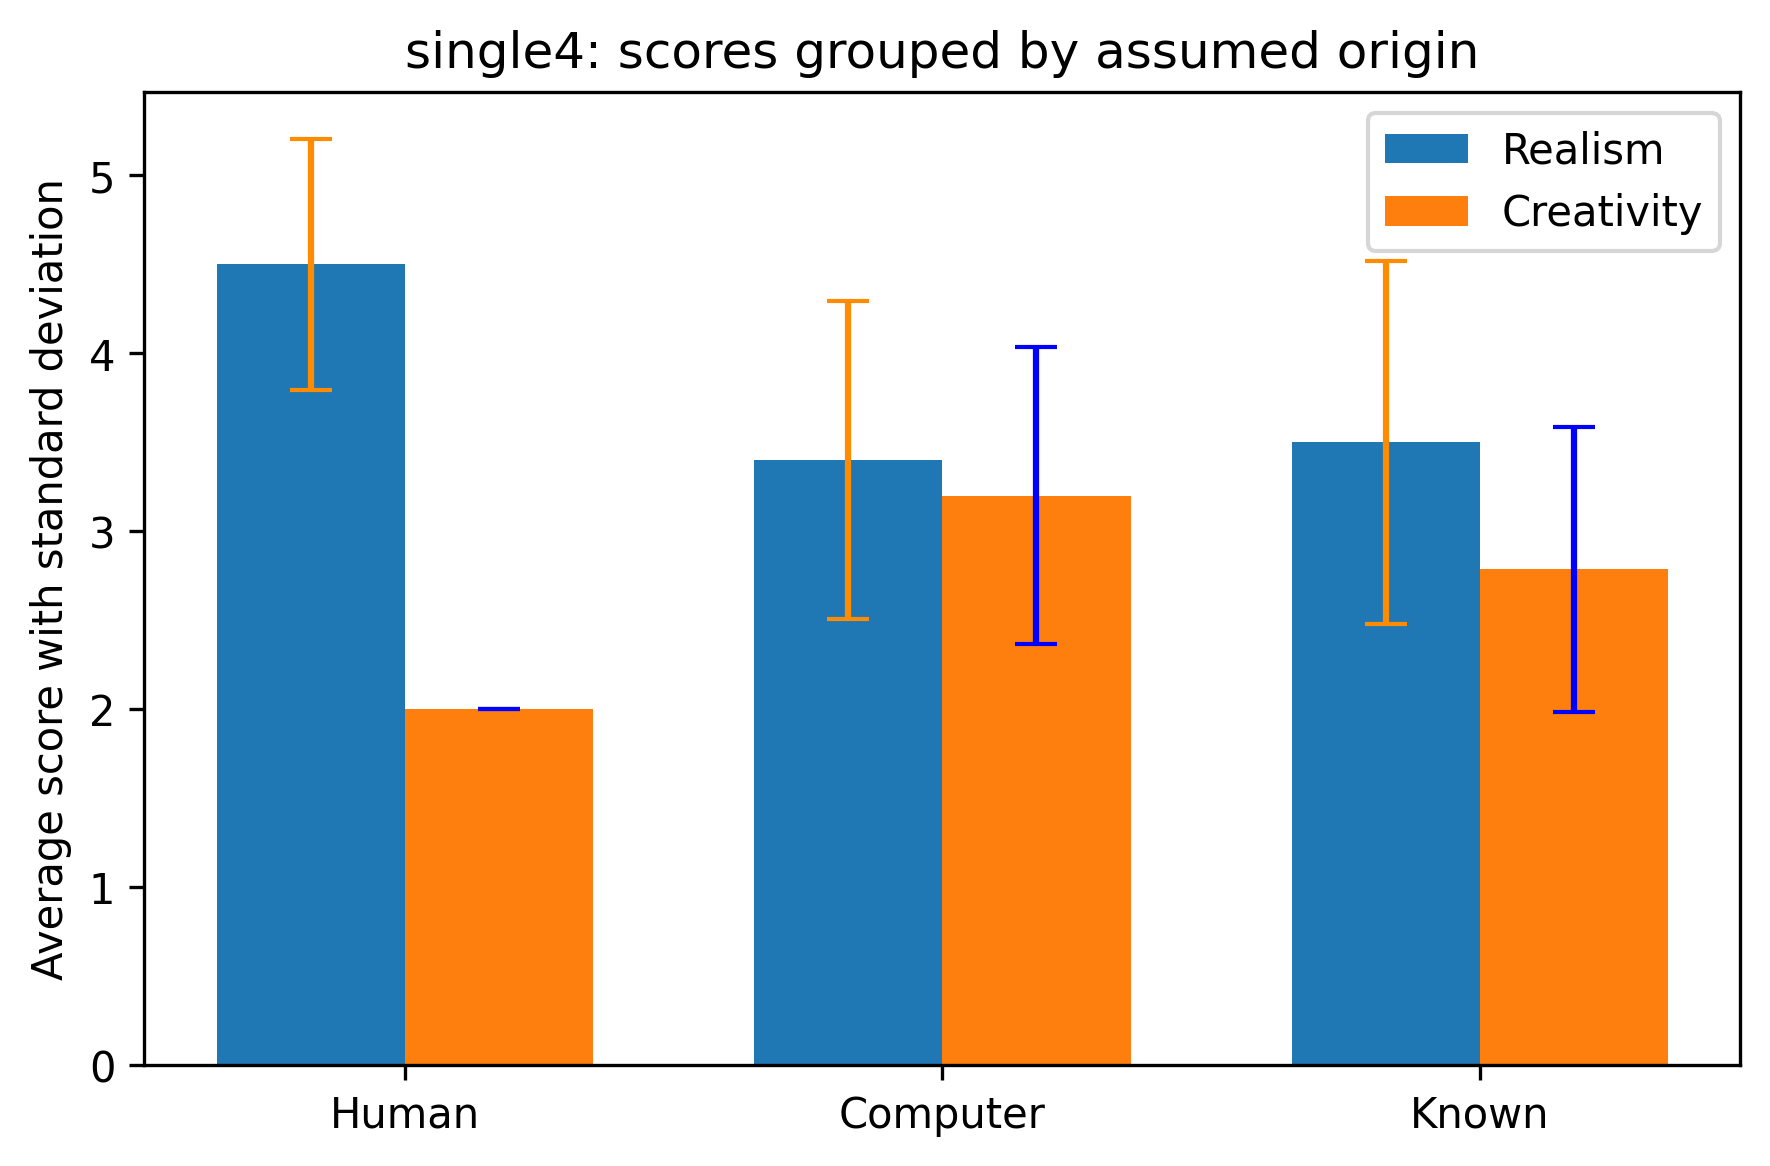 single4: scores grouped by assumed origin
Realism
Creativity
Average score with standard deviation
5
4
3
2
1
0
Human
Computer
Known